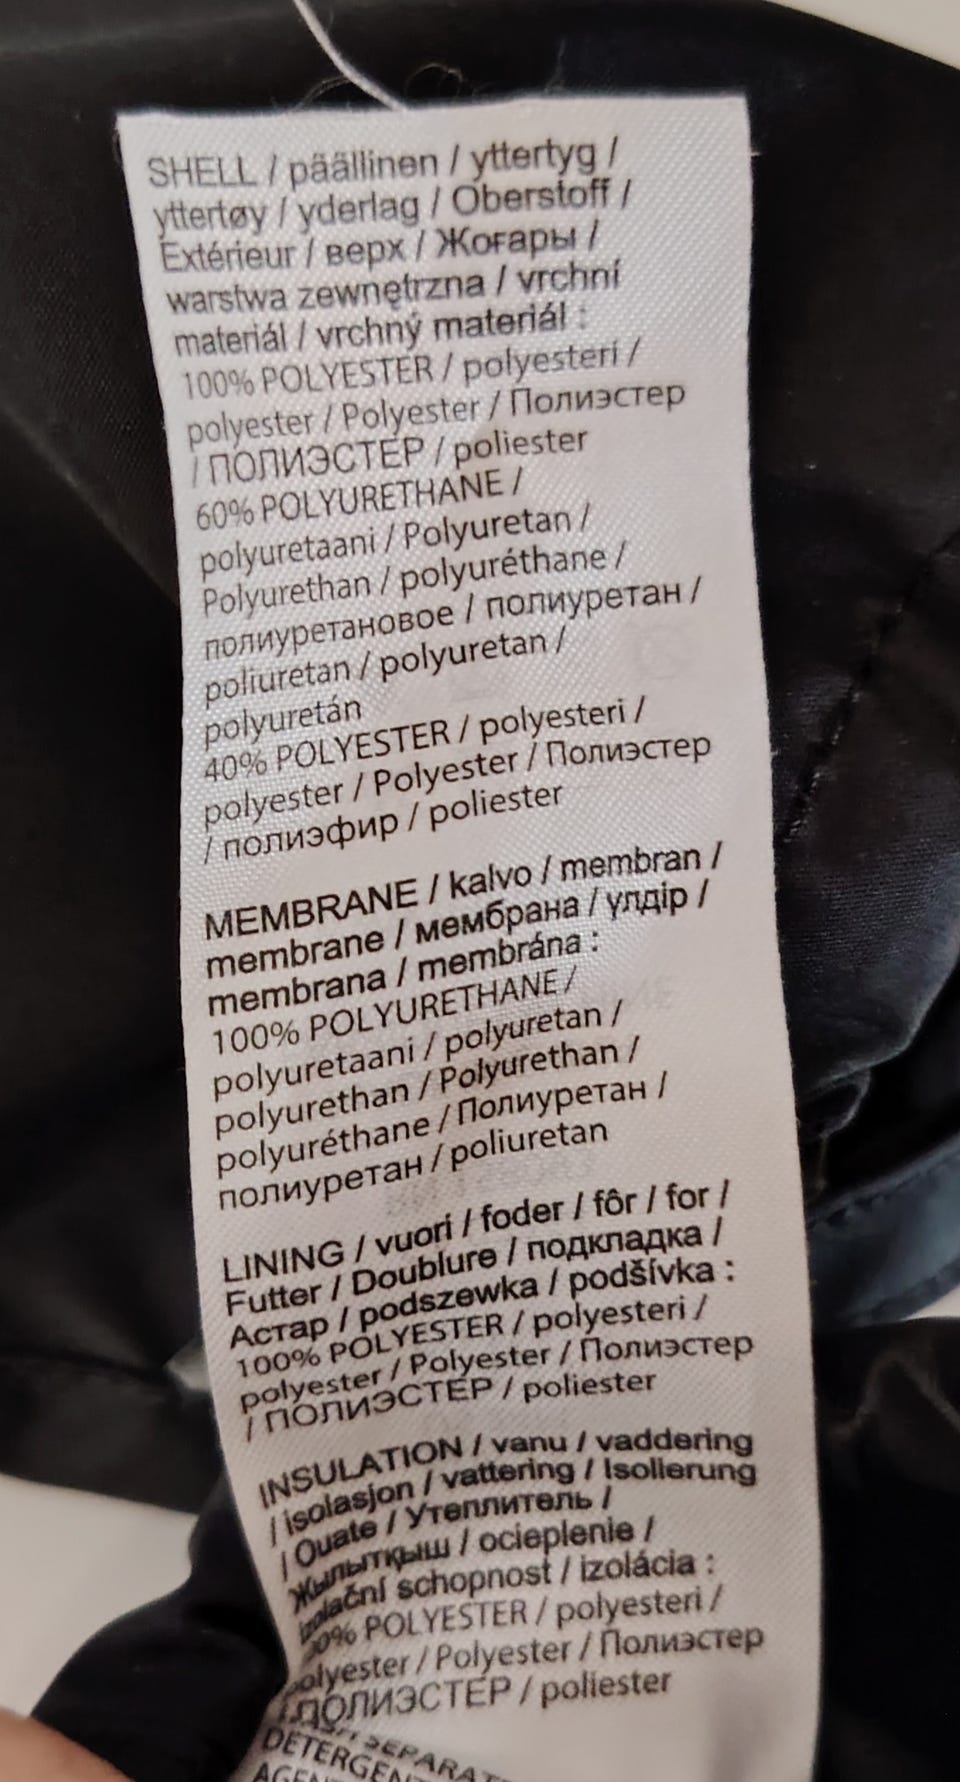 SHELL / päällinen / yttertyg /
yttertøy / yderlag / Oberstoff /
Extérieur / верх / Жоғары /
warstwa zewnętrzna / vrchní
materiál / vrchný materiál :
100% POLYESTER / polyesteri /
polyester / Polyester / Полиэстер
/ ПОЛИЭСТЕР / poliester
60% POLYURETHANE /
polyuretaani / Polyuretan /
Polyurethan / polyuréthane /
полиуретановое / полиуретан /
poliuretan / polyuretan /
polyuretán
40% POLYESTER / polyesteri /
polyester / Polyester / Полиэстер
/ полиэфир / poliester
MEMBRANE / kalvo / membran /
membrane / мембрана / үлдір /
membrana / membrána :
100% POLYURETHANE /
polyuretaani / polyuretan /
polyurethan / Polyurethan /
polyuréthane / Полиуретан /
полиуретан / poliuretan
LINING / vuori / foder / fôr / for /
Futter / Doublure / подкладка /
Астар / podszewka / podšívka :
100% POLYESTER / polyesteri /
polyester / Polyester / Полиэстер
/ ПОЛИЭСТЕР / poliester
INSULATION / vanu / vaddering
/ isolasjon / vattering / Isolierung
/ Ouate / Утеплитель /
Жылытқыш / ocieplenie /
izolační schopnost / izolácia :
POLYESTER / polyesteri /
polyester / Polyester / Полиэстер
/ ПОЛИЭСТЕР / poliester